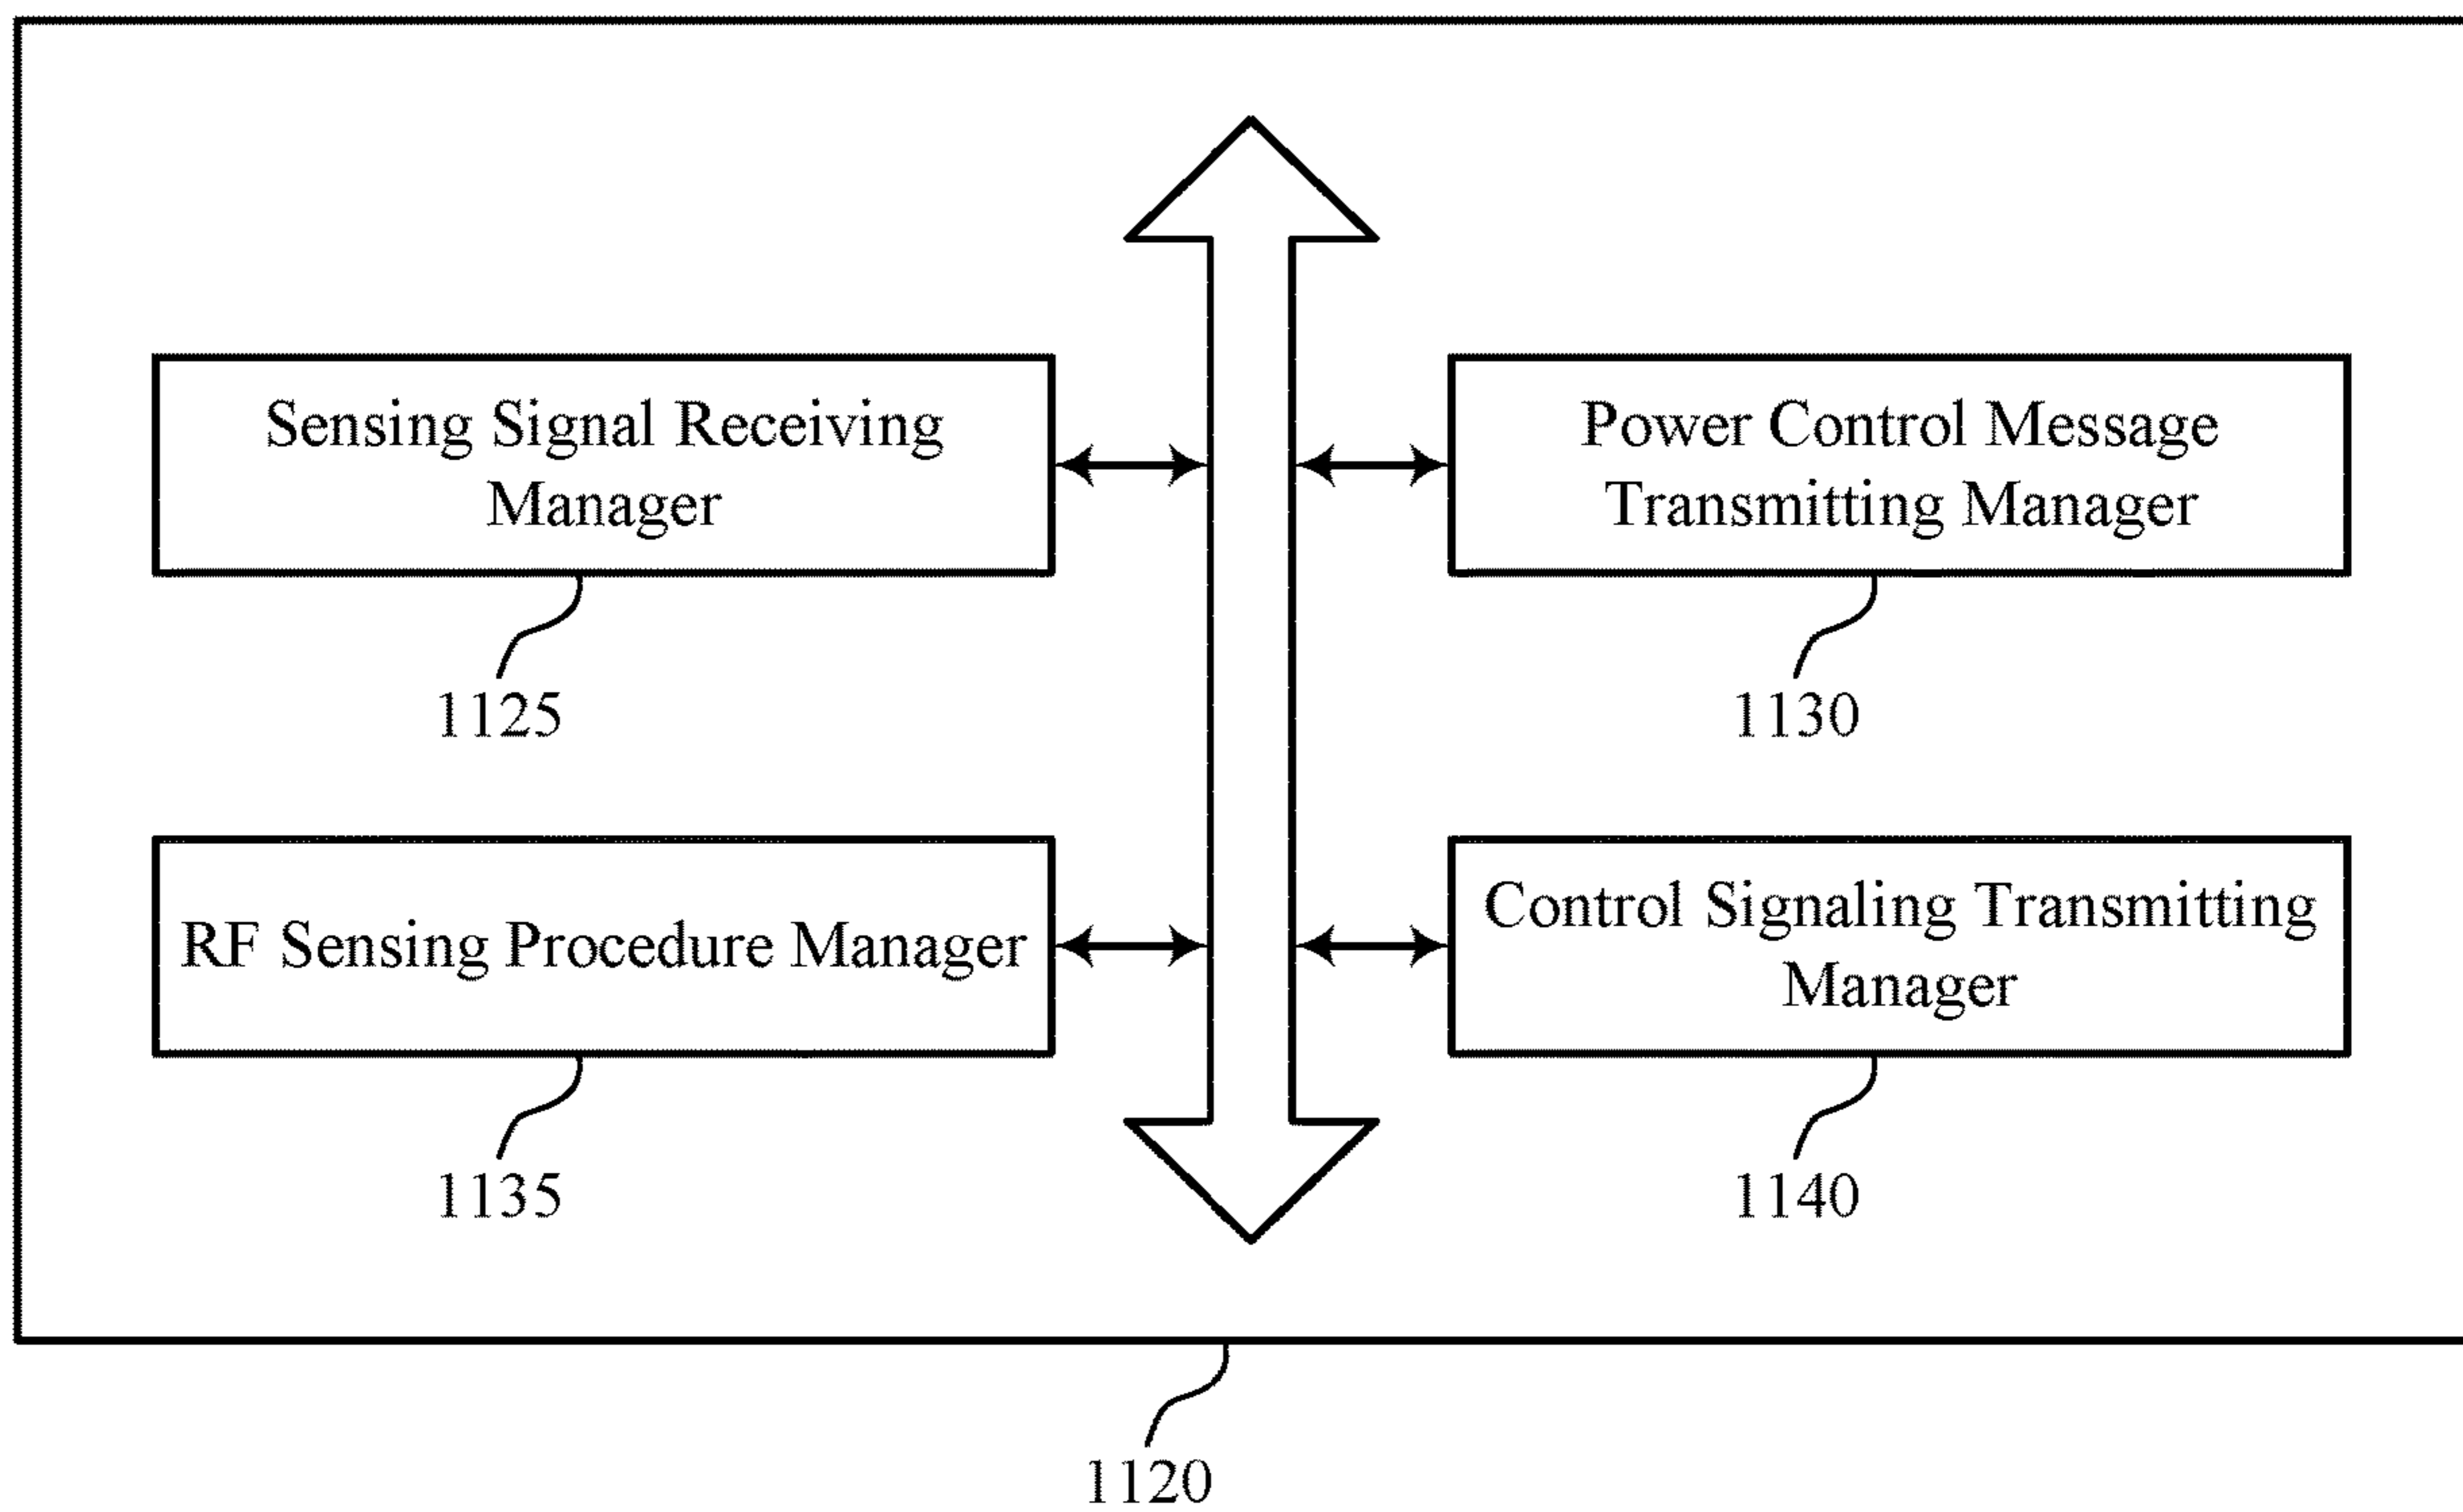 Sensing Signal Receiving
Manager
1125
Power Control Message
Transmitting Manager
1130
RF Sensing Procedure Manager
1135
Control Signaling Transmitting
Manager
1140
1120